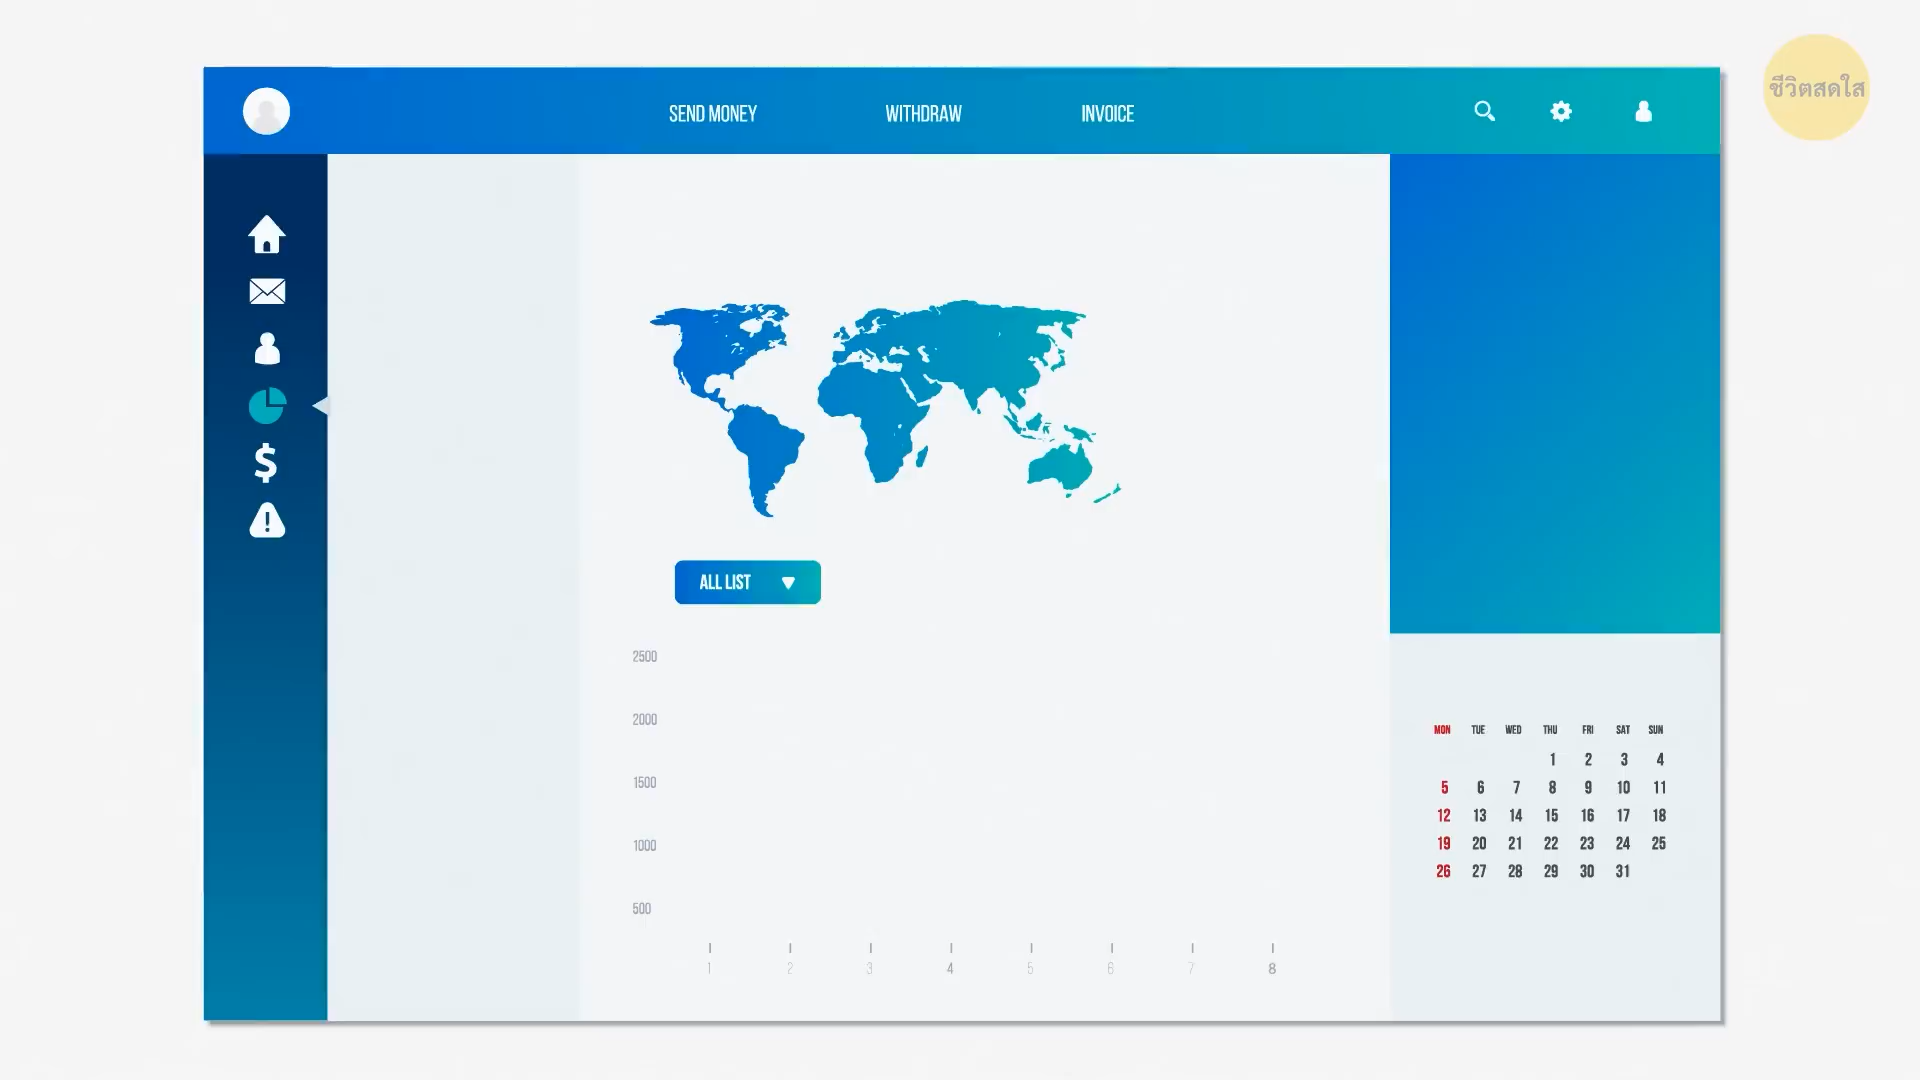 ชีวิตสดใส
SEND MONEY WITHDRAW INVOICE
ALL LIST
2500
2000
1500
1000
500
1 2 3 4 5 6 7 8
MON TUE WED THU FRI SAT SUN
1 2 3 4
5 6 7 8 9 10 11
12 13 14 15 16 17 18
19 20 21 22 23 24 25
26 27 28 29 30 31